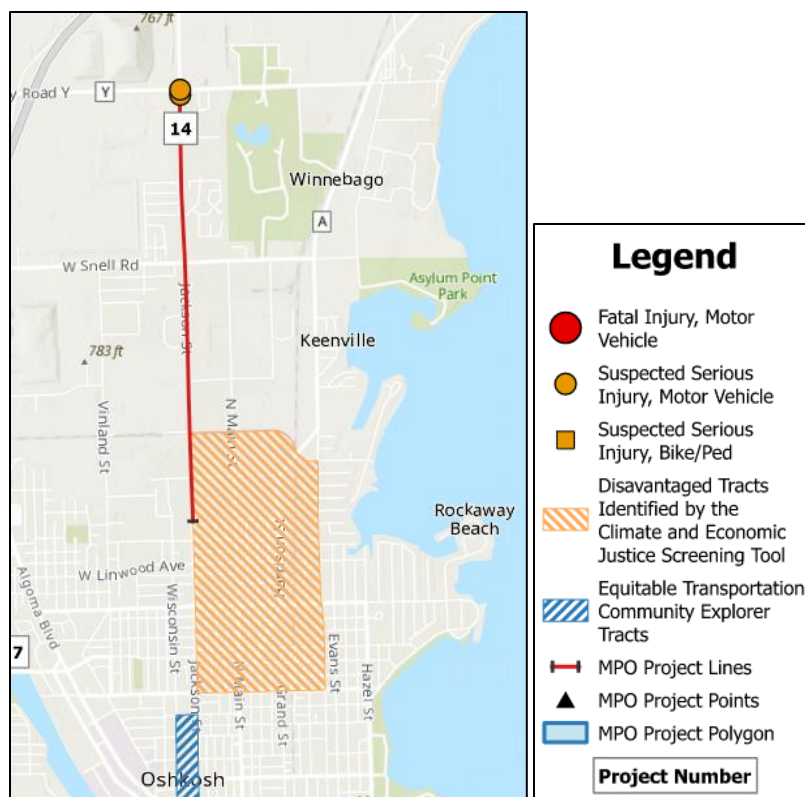 767 ft
y Road Y
Y
14
Winnebago
A
W Snell Rd
Asylum Point
Park
Jackson St
Keenville
783 ft
Vinland St
N Main St
Rockaway
Beach
Harrison St
W Linwood Ave
Algoma Blvd
Wisconsin St
7
Jackson St
N Main St
Grand St
Evans St
Hazel St
Oshkosh
Legend
Fatal Injury, Motor
Vehicle
Suspected Serious
Injury, Motor Vehicle
Suspected Serious
Injury, Bike/Ped
Disavantaged Tracts
Identified by the
Climate and Economic
Justice Screening Tool
Equitable Transportation
Community Explorer
Tracts
MPO Project Lines
MPO Project Points
MPO Project Polygon
Project Number